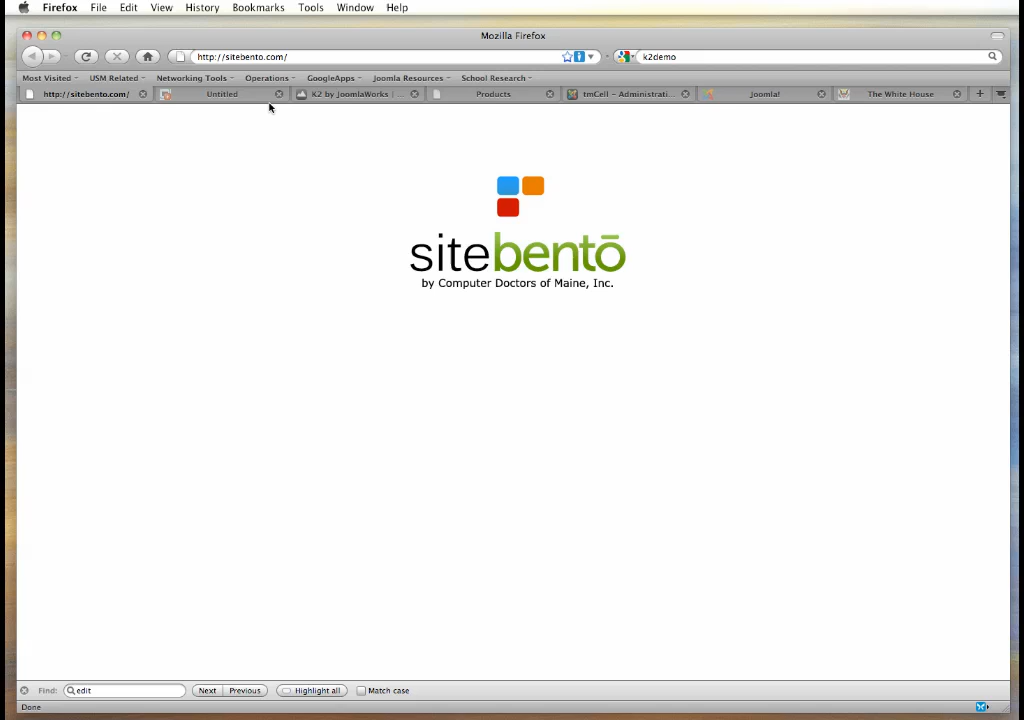 Firefox File Edit View History Bookmarks Tools Window Help
Mozilla Firefox
http://sitebento.com/ k2demo
Most Visited USM Related Networking Tools Operations GoogleApps Joomla Resources School Research
http://sitebento.com/ Untitled K2 by JoomlaWorks | ... Products tmCell - Administrati... Joomla! The White House
sitebentō
by Computer Doctors of Maine, Inc.
Find: edit Next Previous Highlight all Match case
Done